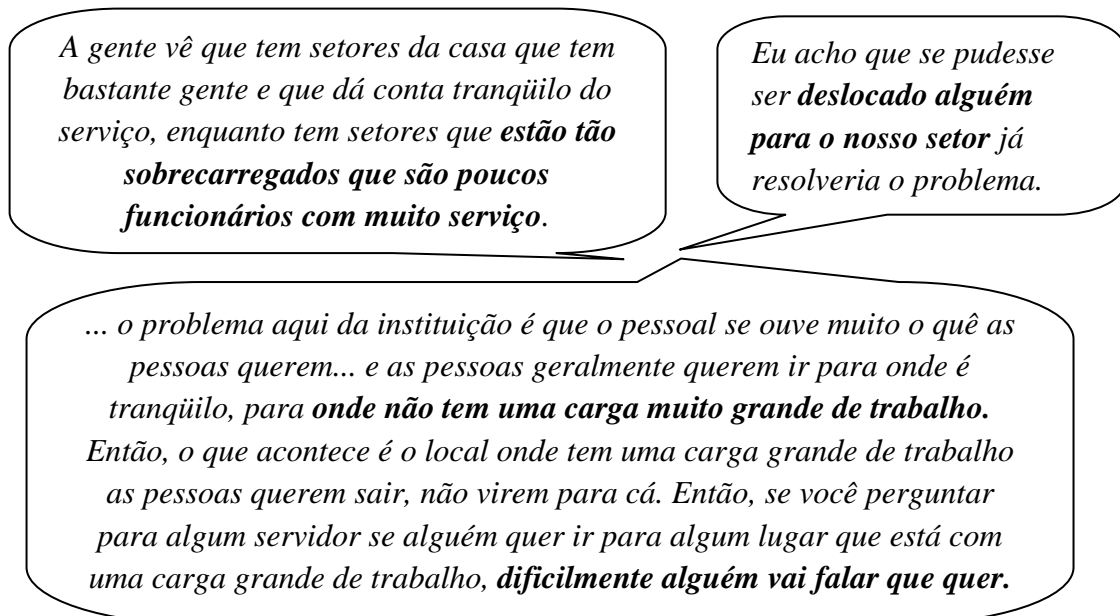 A gente vê que tem setores da casa que tem
bastante gente e que dá conta tranqüilo do
serviço, enquanto tem setores que estão tão
sobrecarregados que são poucos
funcionários com muito serviço.
Eu acho que se pudesse
ser deslocado alguém
para o nosso setor já
resolveria o problema.
... o problema aqui da instituição é que o pessoal se ouve muito o quê as
pessoas querem... e as pessoas geralmente querem ir para onde é
tranqüilo, para onde não tem uma carga muito grande de trabalho.
Então, o que acontece é o local onde tem uma carga grande de trabalho
as pessoas querem sair, não virem para cá. Então, se você perguntar
para algum servidor se alguém quer ir para algum lugar que está com
uma carga grande de trabalho, dificilmente alguém vai falar que quer.